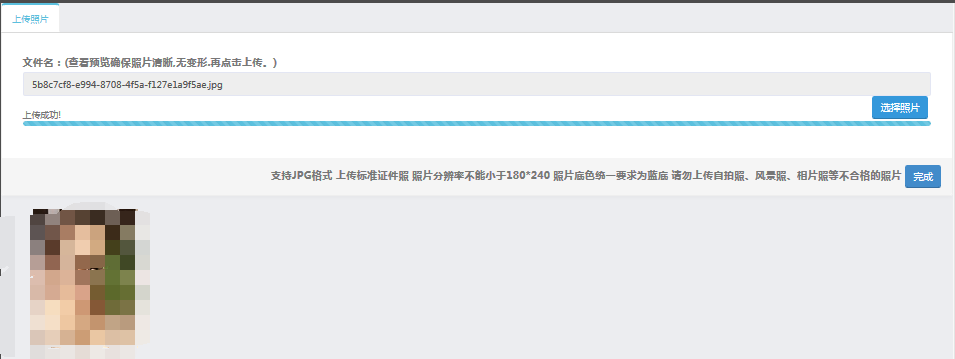 上传照片
文件名：(查看预览确保照片清晰,无变形,再点击上传。)
5b8c7cf8-e994-8708-4f5a-f127e1a9f5ae.jpg
选择照片
上传成功!
支持JPG格式 上传标准证件照 照片分辨率不能小于180*240 照片底色统一要求为蓝底 请勿上传自拍照、风景照、相片照等不合格的照片 完成